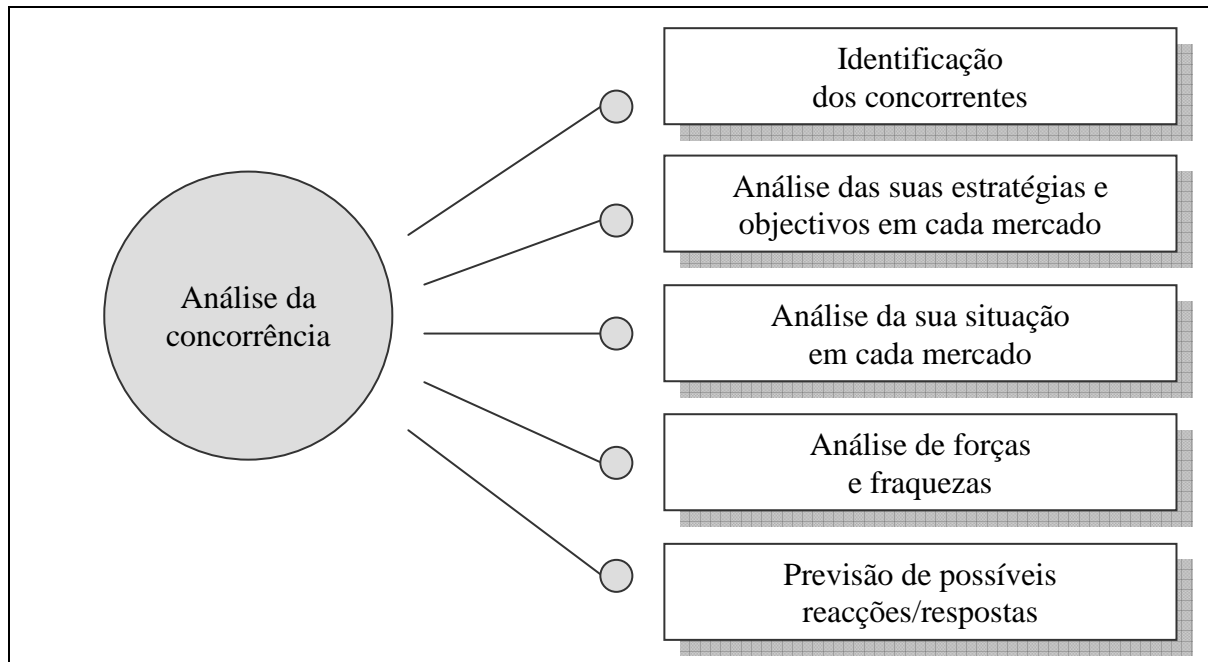 Análise da
concorrência
Identificação
dos concorrentes
Análise das suas estratégias e
objectivos em cada mercado
Análise da sua situação
em cada mercado
Análise de forças
e fraquezas
Previsão de possíveis
reacções/respostas